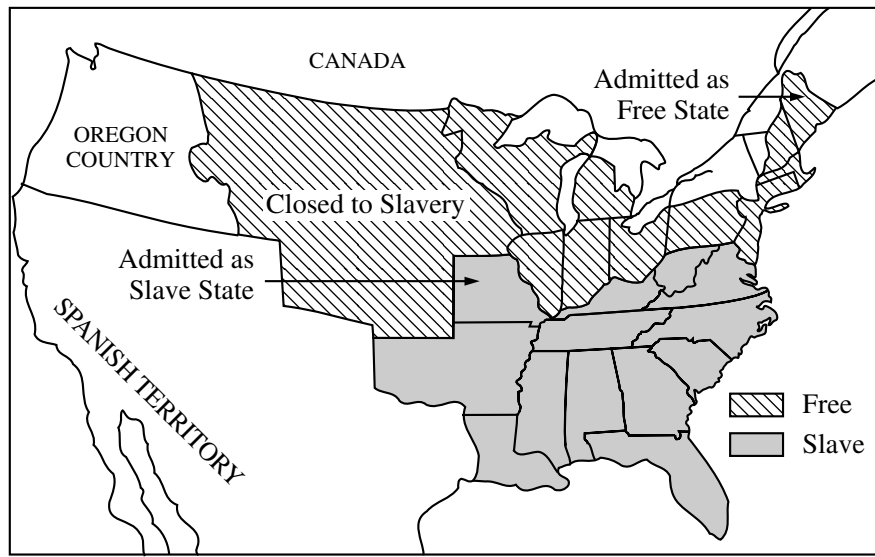 CANADA
Admitted as
Free State
OREGON
COUNTRY
Closed to Slavery
Admitted as
Slave State
SPANISH TERRITORY
Free
Slave